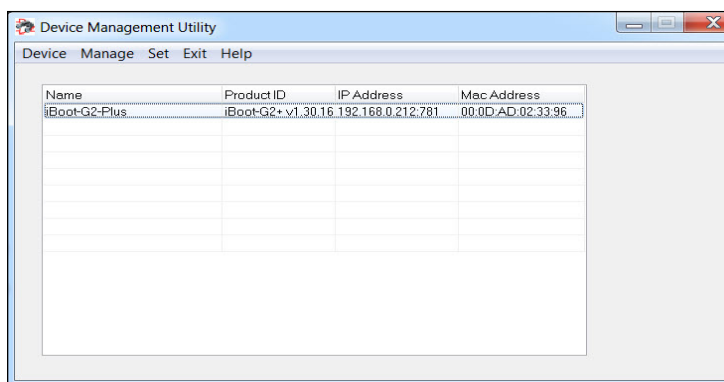 Device Management Utility
Device Manage Set Exit Help
Name Product ID IP Address Mac Address
iBoot-G2-Plus iBoot-G2+ v1.30.16 192.168.0.212:781 00:0D:AD:02:33:96